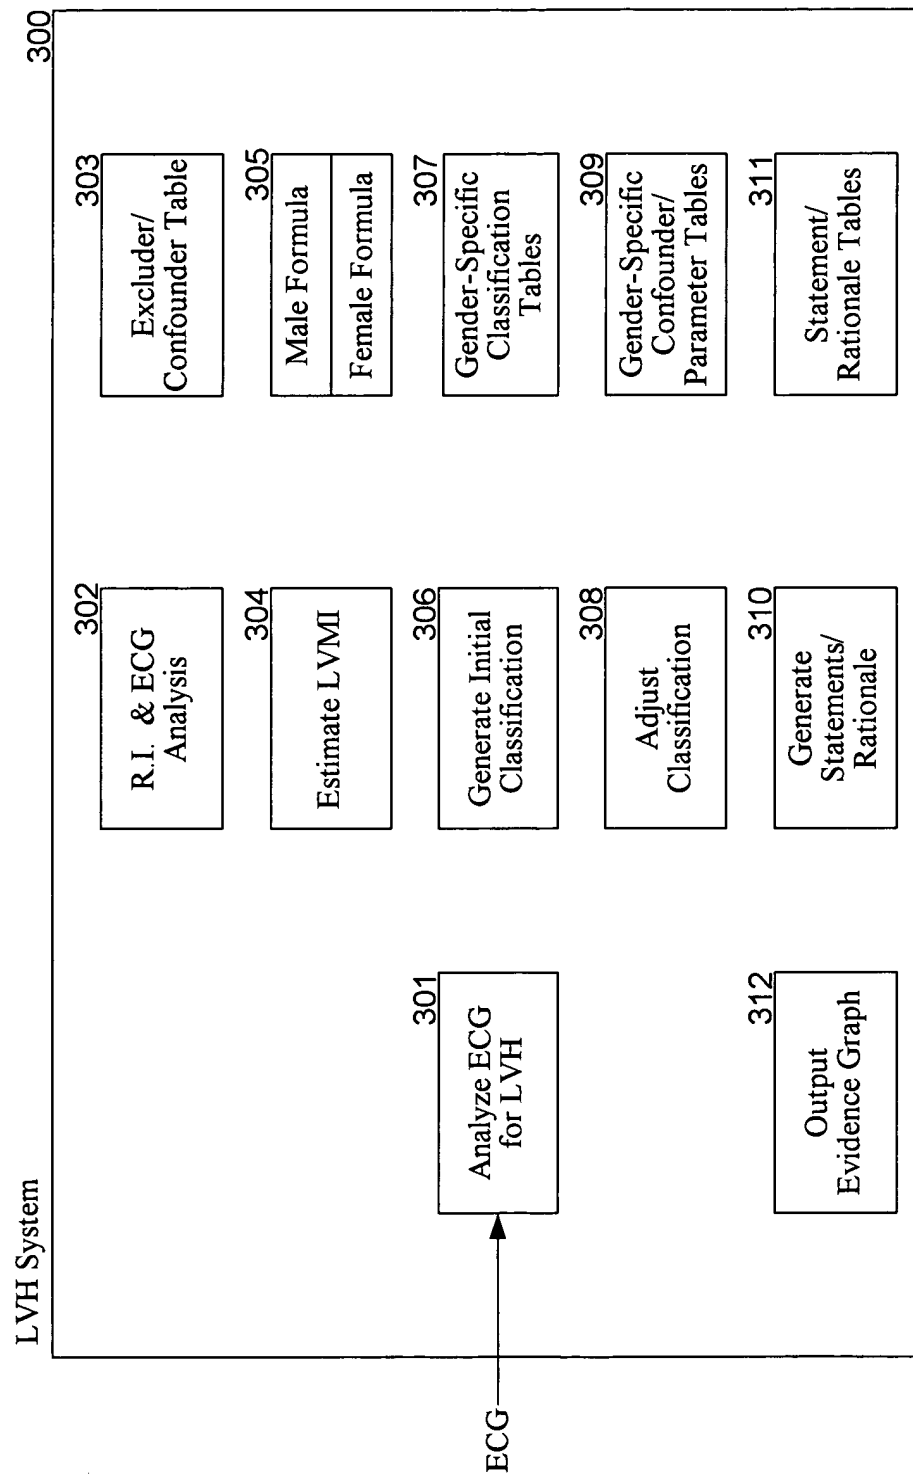 LVH System
300
ECG
301
Analyze ECG
for LVH
312
Output
Evidence Graph
302
R.I. & ECG
Analysis
304
Estimate LVMI
306
Generate Initial
Classification
308
Adjust
Classification
310
Generate
Statements/
Rationale
303
Excluder/
Confounder Table
305
Male Formula
Female Formula
307
Gender-Specific
Classification
Tables
309
Gender-Specific
Confounder/
Parameter Tables
311
Statement/
Rationale Tables